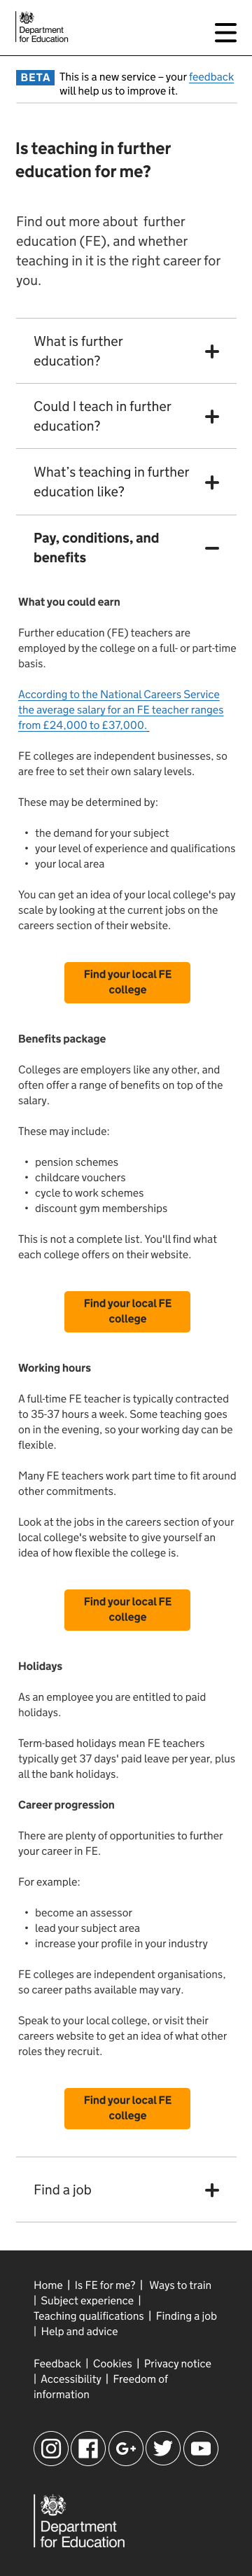 Department
for Education
BETA This is a new service – your feedback
will help us to improve it.
Is teaching in further
education for me?
Find out more about further
education (FE), and whether
teaching in it is the right career for
you.
What is further
education?
Could I teach in further
education?
What's teaching in further
education like?
Pay, conditions, and
benefits
What you could earn
Further education (FE) teachers are
employed by the college on a full- or part-time
basis.
According to the National Careers Service
the average salary for an FE teacher ranges
from £24,000 to £37,000.
FE colleges are independent businesses, so
are free to set their own salary levels.
These may be determined by:
• the demand for your subject
• your level of experience and qualifications
• your local area
You can get an idea of your local college's pay
scale by looking at the current jobs on the
careers section of their website.
Find your local FE
college
Benefits package
Colleges are employers like any other, and
often offer a range of benefits on top of the
salary.
These may include:
• pension schemes
• childcare vouchers
• cycle to work schemes
• discount gym memberships
This is not a complete list. You'll find what
each college offers on their website.
Find your local FE
college
Working hours
A full-time FE teacher is typically contracted
to 35-37 hours a week. Some teaching goes
on in the evening, so your working day can be
flexible.
Many FE teachers work part time to fit around
other commitments.
Look at the jobs in the careers section of your
local college's website to give yourself an
idea of how flexible the college is.
Find your local FE
college
Holidays
As an employee you are entitled to paid
holidays.
Term-based holidays mean FE teachers
typically get 37 days' paid leave per year, plus
all the bank holidays.
Career progression
There are plenty of opportunities to further
your career in FE.
For example:
• become an assessor
• lead your subject area
• increase your profile in your industry
FE colleges are independent organisations,
so career paths available may vary.
Speak to your local college, or visit their
careers website to get an idea of what other
roles they recruit.
Find your local FE
college
Find a job
Home | Is FE for me? | Ways to train
| Subject experience |
Teaching qualifications | Finding a job
| Help and advice
Feedback | Cookies | Privacy notice
| Accessibility | Freedom of
information
G+
Department
for Education